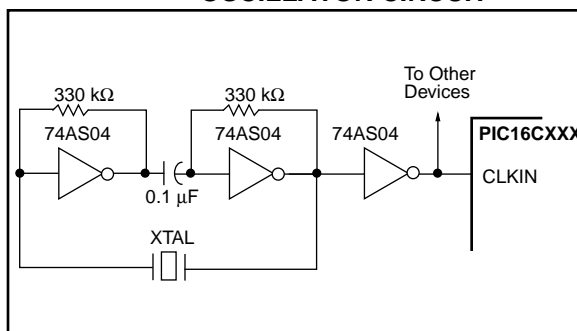 OSCILLATOR CIRCUIT
330 kΩ
330 kΩ
To Other
Devices
74AS04
74AS04
74AS04
PIC16CXXX
CLKIN
0.1 µF
XTAL